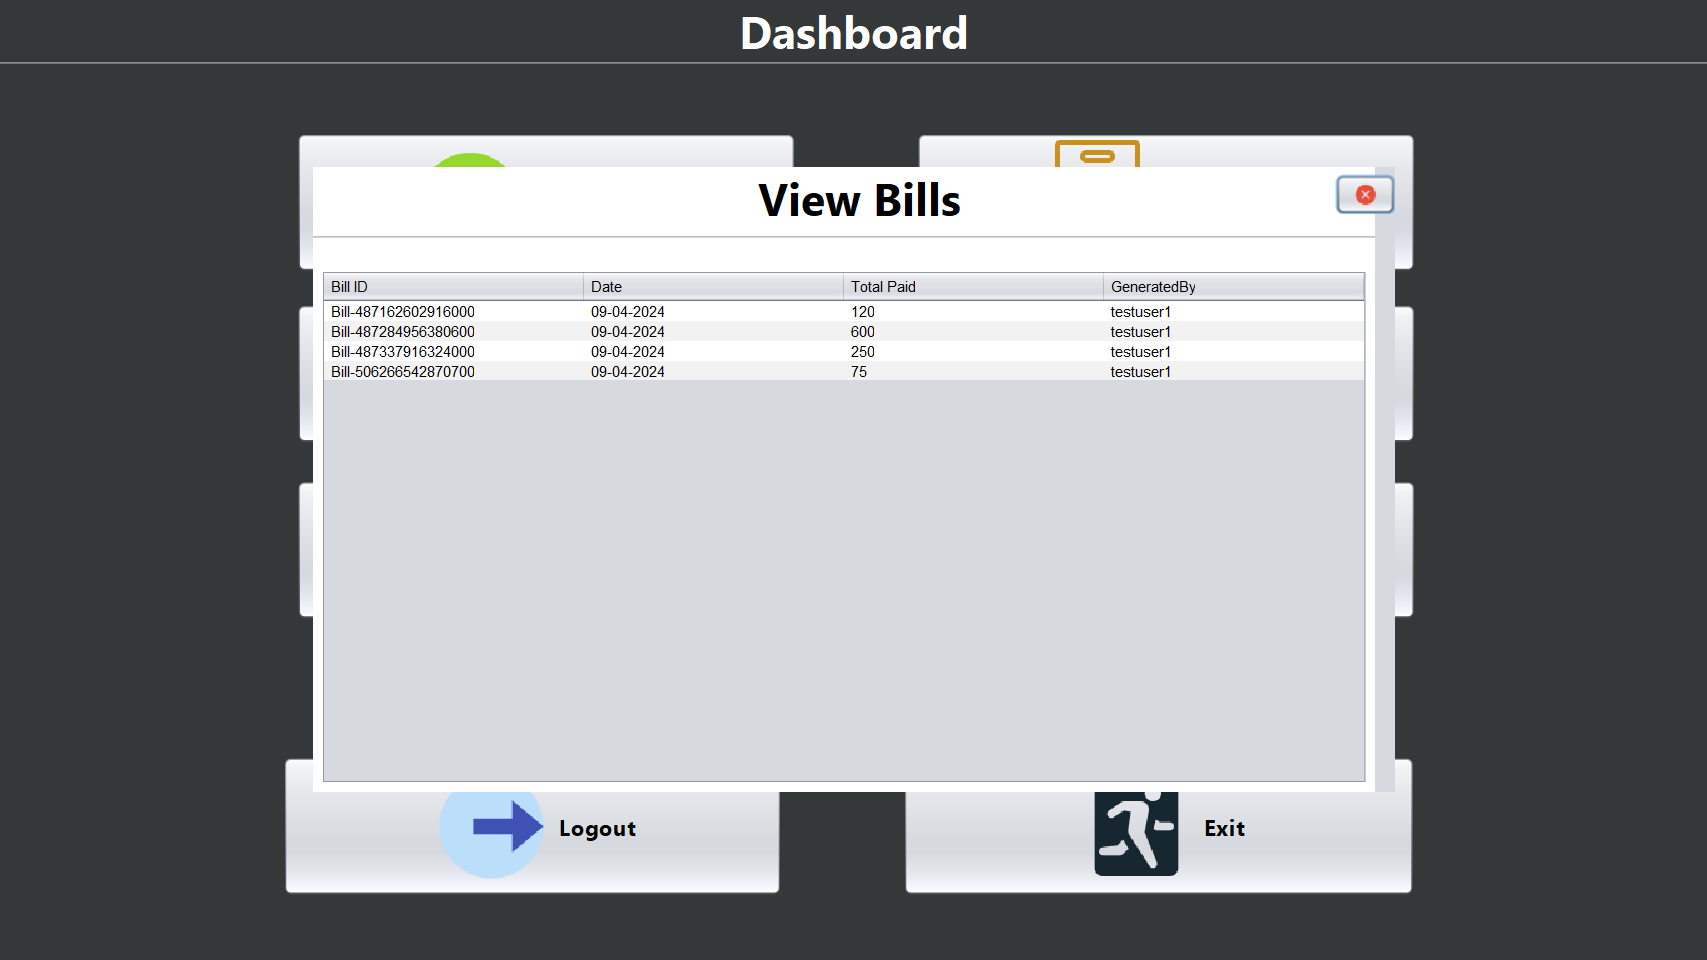 Dashboard
View Bills
Bill ID Date Total Paid GeneratedBy
Bill-487162602916000 09-04-2024 120 testuser1
Bill-487284956380600 09-04-2024 600 testuser1
Bill-487337916324000 09-04-2024 250 testuser1
Bill-506266542870700 09-04-2024 75 testuser1
Logout Exit